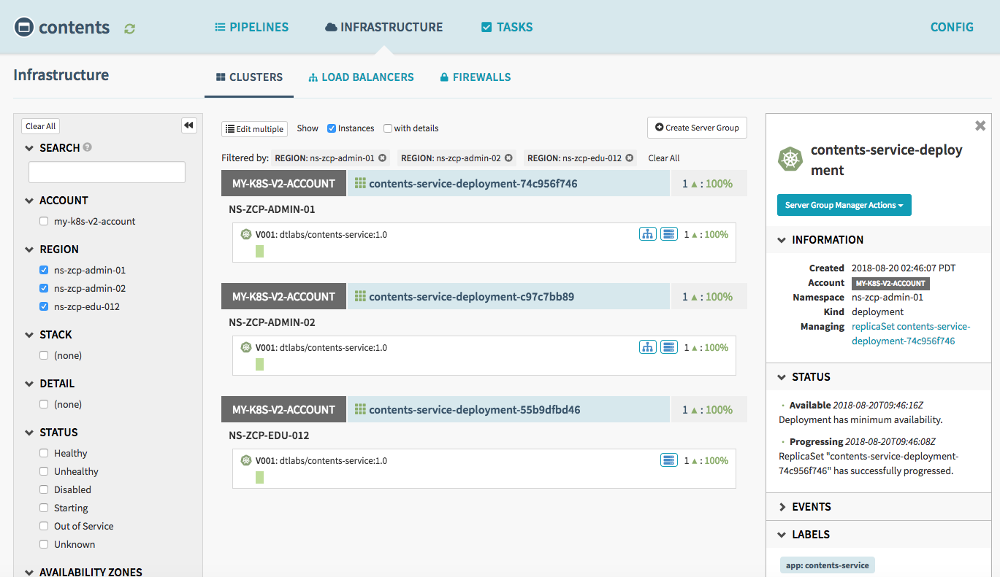 contents
PIPELINES
INFRASTRUCTURE
TASKS
CONFIG
Infrastructure
CLUSTERS
LOAD BALANCERS
FIREWALLS
Clear All
SEARCH
ACCOUNT
my-k8s-v2-account
REGION
ns-zcp-admin-01
ns-zcp-admin-02
ns-zcp-edu-012
STACK
(none)
DETAIL
(none)
STATUS
Healthy
Unhealthy
Disabled
Starting
Out of Service
Unknown
AVAILABILITY ZONES
Edit multiple
Show
Instances
with details
Create Server Group
Filtered by:
REGION: ns-zcp-admin-01
REGION: ns-zcp-admin-02
REGION: ns-zcp-edu-012
Clear All
MY-K8S-V2-ACCOUNT
contents-service-deployment-74c956f746
1 ▲ : 100%
NS-ZCP-ADMIN-01
V001: dtlabs/contents-service:1.0
1 ▲ : 100%
MY-K8S-V2-ACCOUNT
contents-service-deployment-c97c7bb89
1 ▲ : 100%
NS-ZCP-ADMIN-02
V001: dtlabs/contents-service:1.0
1 ▲ : 100%
MY-K8S-V2-ACCOUNT
contents-service-deployment-55b9dfbd46
1 ▲ : 100%
NS-ZCP-EDU-012
V001: dtlabs/contents-service:1.0
1 ▲ : 100%
contents-service-deploy
ment
Server Group Manager Actions
INFORMATION
Created 2018-08-20 02:46:07 PDT
Account MY-K8S-V2-ACCOUNT
Namespace ns-zcp-admin-01
Kind deployment
Managing replicaSet contents-service-
deployment-74c956f746
STATUS
Available 2018-08-20T09:46:16Z
Deployment has minimum availability.
Progressing 2018-08-20T09:46:08Z
ReplicaSet "contents-service-deployment-
74c956f746" has successfully progressed.
EVENTS
LABELS
app: contents-service